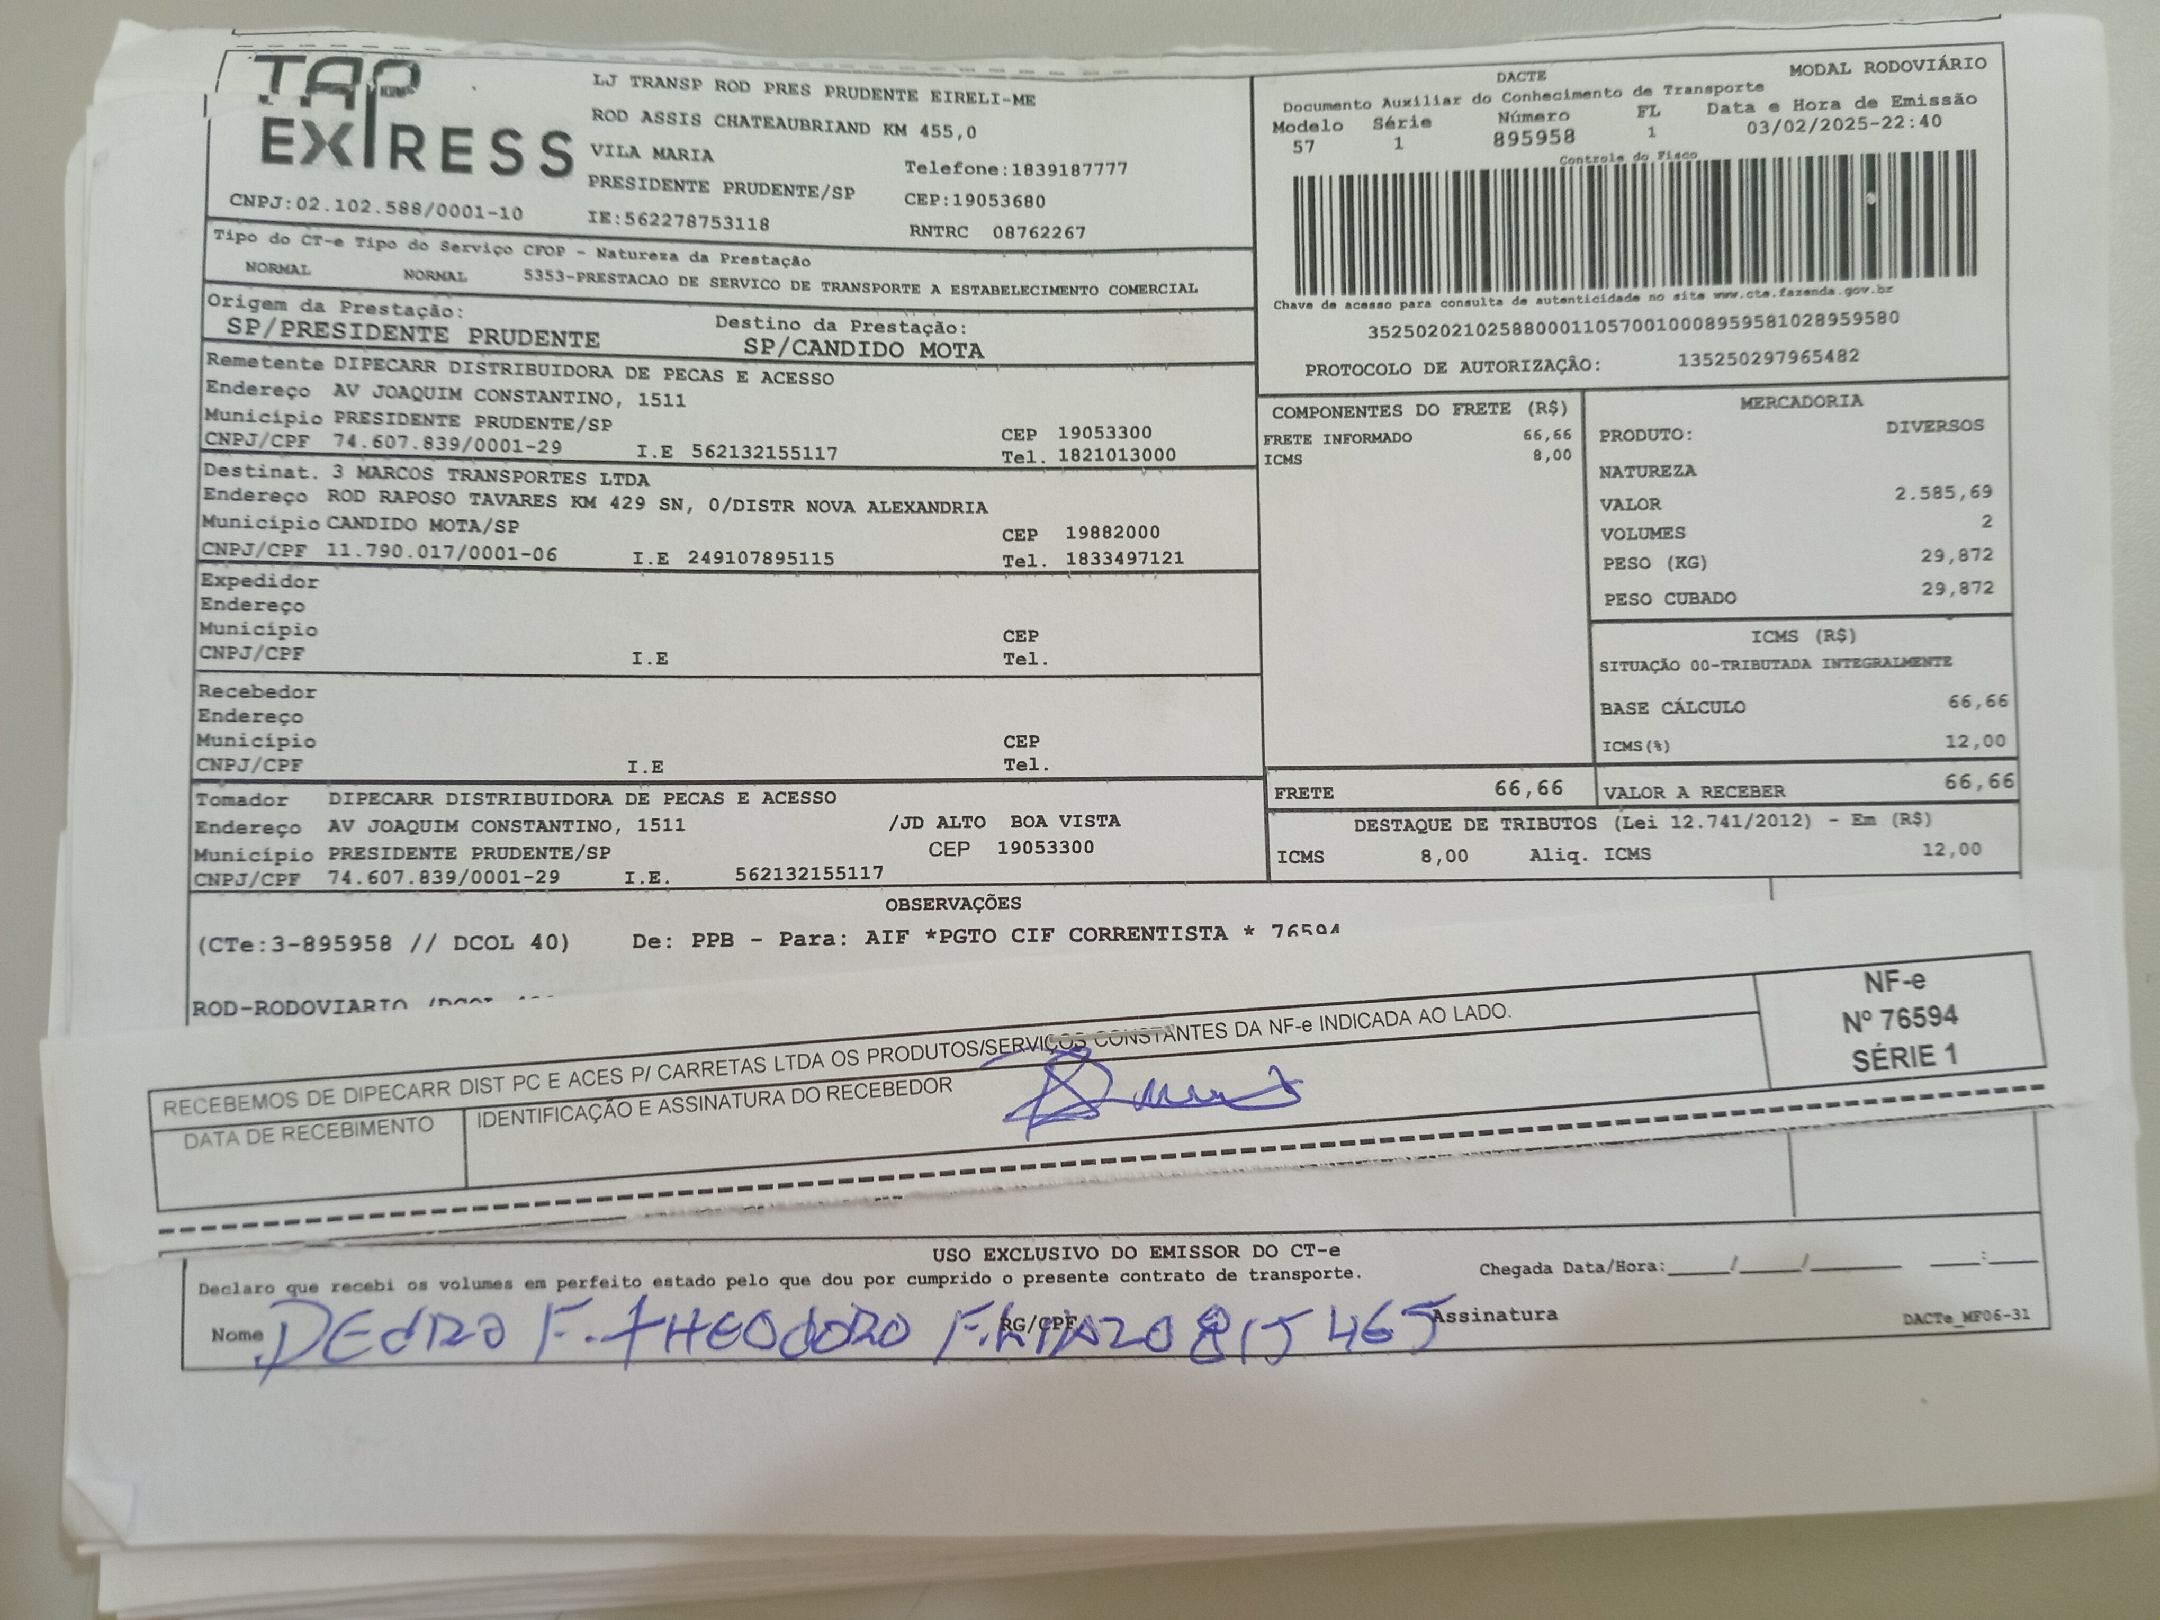 TAP EXPRESS
LJ TRANSP ROD PRES PRUDENTE EIRELI-ME
ROD ASSIS CHATEAUBRIAND KM 455,0
VILA MARIA
Telefone:1839187777
PRESIDENTE PRUDENTE/SP
CEP:19053680
CNPJ:02.102.588/0001-10
IE:562278753118
RNTRC 08762267
DACTE
MODAL RODOVIÁRIO
Documento Auxiliar do Conhecimento de Transporte
Modelo Série Número FL Data e Hora de Emissão
57 1 895958 1 03/02/2025-22:40
Controle do Fisco
Chave de acesso para consulta de autenticidade no site www.cte.fazenda.gov.br
35250202102588000110570010008959581028959580
PROTOCOLO DE AUTORIZAÇÃO: 135250297965482
Tipo do CT-e Tipo do Serviço CFOP - Natureza da Prestação
NORMAL NORMAL 5353-PRESTACAO DE SERVICO DE TRANSPORTE A ESTABELECIMENTO COMERCIAL
Origem da Prestação: Destino da Prestação:
SP/PRESIDENTE PRUDENTE SP/CANDIDO MOTA
Remetente DIPECARR DISTRIBUIDORA DE PECAS E ACESSO
Endereço AV JOAQUIM CONSTANTINO, 1511
Município PRESIDENTE PRUDENTE/SP CEP 19053300
CNPJ/CPF 74.607.839/0001-29 I.E 562132155117 Tel. 1821013000
Destinat. 3 MARCOS TRANSPORTES LTDA
Endereço ROD RAPOSO TAVARES KM 429 SN, 0/DISTR NOVA ALEXANDRIA
Município CANDIDO MOTA/SP CEP 19882000
CNPJ/CPF 11.790.017/0001-06 I.E 249107895115 Tel. 1833497121
Expedidor
Endereço
Município CEP
CNPJ/CPF I.E Tel.
Recebedor
Endereço
Município CEP
CNPJ/CPF I.E Tel.
Tomador DIPECARR DISTRIBUIDORA DE PECAS E ACESSO
Endereço AV JOAQUIM CONSTANTINO, 1511 /JD ALTO BOA VISTA
Município PRESIDENTE PRUDENTE/SP CEP 19053300
CNPJ/CPF 74.607.839/0001-29 I.E. 562132155117
COMPONENTES DO FRETE (R$)
FRETE INFORMADO 66,66
ICMS 8,00
MERCADORIA
PRODUTO: DIVERSOS
NATUREZA
VALOR 2.585,69
VOLUMES 2
PESO (KG) 29,872
PESO CUBADO 29,872
ICMS (R$)
SITUAÇÃO 00-TRIBUTADA INTEGRALMENTE
BASE CÁLCULO 66,66
ICMS(%) 12,00
FRETE 66,66 VALOR A RECEBER 66,66
DESTAQUE DE TRIBUTOS (Lei 12.741/2012) - Em (R$)
ICMS 8,00 Aliq. ICMS 12,00
OBSERVAÇÕES
(CTe:3-895958 // DCOL 40) De: PPB - Para: AIF *PGTO CIF CORRENTISTA * 76594
ROD-RODOVIARIO
RECEBEMOS DE DIPECARR DIST PC E ACES P/ CARRETAS LTDA OS PRODUTOS/SERVIÇOS CONSTANTES DA NF-e INDICADA AO LADO.
DATA DE RECEBIMENTO
IDENTIFICAÇÃO E ASSINATURA DO RECEBEDOR
NF-e
Nº 76594
SÉRIE 1
USO EXCLUSIVO DO EMISSOR DO CT-e
Declaro que recebi os volumes em perfeito estado pelo que dou por cumprido o presente contrato de transporte. Chegada Data/Hora:____/____/______ ____:____
Nome PEdRO F. tHEOdORO RG/CPF 20815465 Assinatura
DACTe_MF06-31